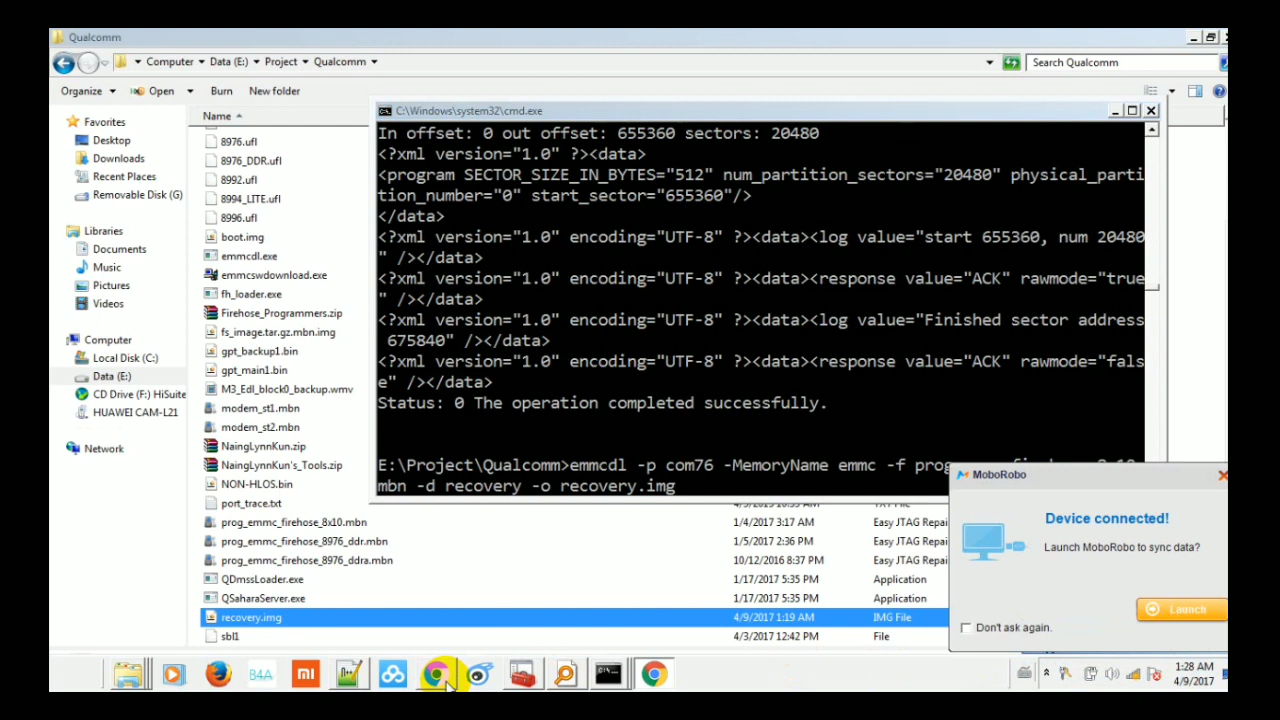 Qualcomm
Computer Data (E:) Project Qualcomm
Search Qualcomm
Organize Open Burn New folder
Name
Favorites
Desktop
Downloads
Recent Places
Removable Disk (G)
Libraries
Documents
Music
Pictures
Videos
Computer
Local Disk (C:)
Data (E:)
CD Drive (F:) HiSuite
HUAWEI CAM-L21
Network
8976.ufl
8976_DDR.ufl
8992.ufl
8994_LITE.ufl
8996.ufl
boot.img
emmcdl.exe
emmcswdownload.exe
fh_loader.exe
Firehose_Programmers.zip
fs_image.tar.gz.mbn.img
gpt_backup1.bin
gpt_main1.bin
M3_Edl_block0_backup.wmv
modem_st1.mbn
modem_st2.mbn
NaingLynnKun.zip
NaingLynnKun's_Tools.zip
NON-HLOS.bin
port_trace.txt
prog_emmc_firehose_8x10.mbn 1/4/2017 3:17 AM Easy JTAG Repai
prog_emmc_firehose_8976_ddr.mbn 1/5/2017 2:36 PM Easy JTAG Repai
prog_emmc_firehose_8976_ddra.mbn 10/12/2016 8:37 PM Easy JTAG Repai
QDmssLoader.exe 1/17/2017 5:35 PM Application
QSaharaServer.exe 1/17/2017 5:35 PM Application
recovery.img 4/9/2017 1:19 AM IMG File
sbl1 4/3/2017 12:42 PM File
C:\Windows\system32\cmd.exe
In offset: 0 out offset: 655360 sectors: 20480
<?xml version="1.0" ?><data>
<program SECTOR_SIZE_IN_BYTES="512" num_partition_sectors="20480" physical_parti
tion_number="0" start_sector="655360"/>
</data>
<?xml version="1.0" encoding="UTF-8" ?><data><log value="start 655360, num 20480
" /></data>
<?xml version="1.0" encoding="UTF-8" ?><data><response value="ACK" rawmode="true
" /></data>
<?xml version="1.0" encoding="UTF-8" ?><data><log value="Finished sector address
675840" /></data>
<?xml version="1.0" encoding="UTF-8" ?><data><response value="ACK" rawmode="fals
e" /></data>
Status: 0 The operation completed successfully.
E:\Project\Qualcomm>emmcdl -p com76 -MemoryName emmc -f
mbn -d recovery -o recovery.img
MoboRobo
Device connected!
Launch MoboRobo to sync data?
Launch
Don't ask again.
B4A
1:28 AM
4/9/2017